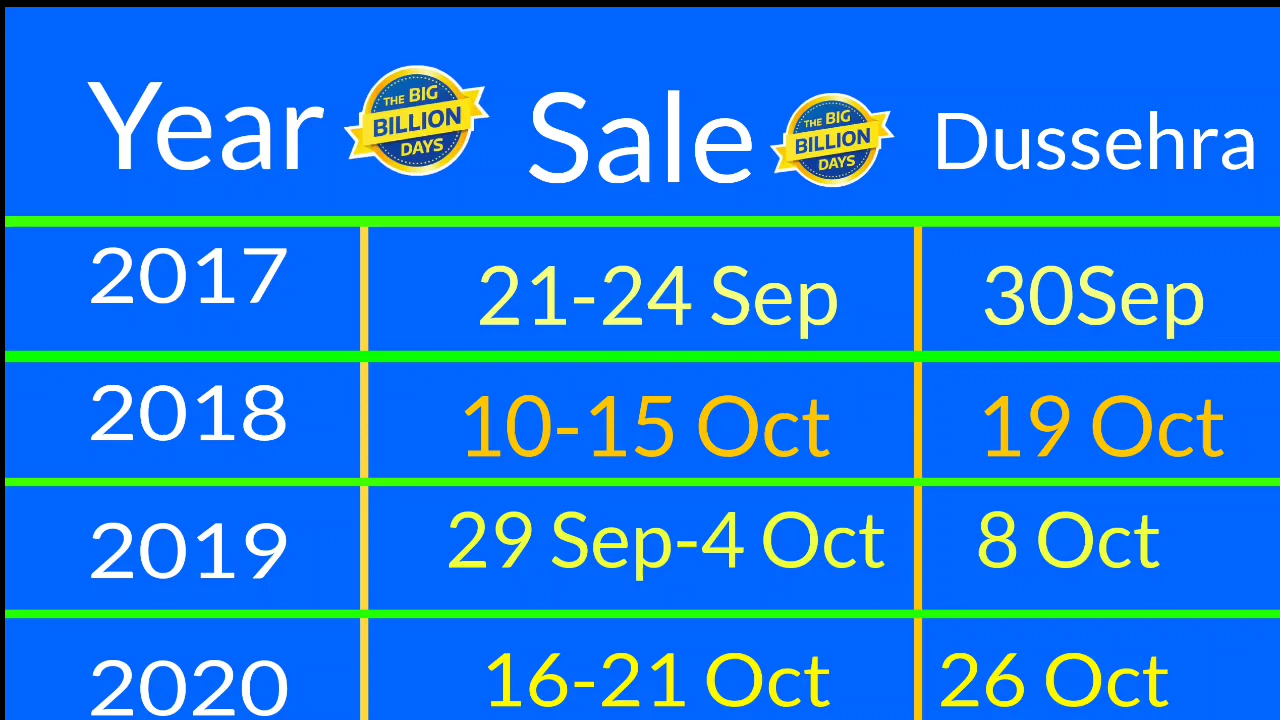 Year THE BIG BILLION DAYS Sale THE BIG BILLION DAYS Dussehra
2017 21-24 Sep 30Sep
2018 10-15 Oct 19 Oct
2019 29 Sep-4 Oct 8 Oct
2020 16-21 Oct 26 Oct